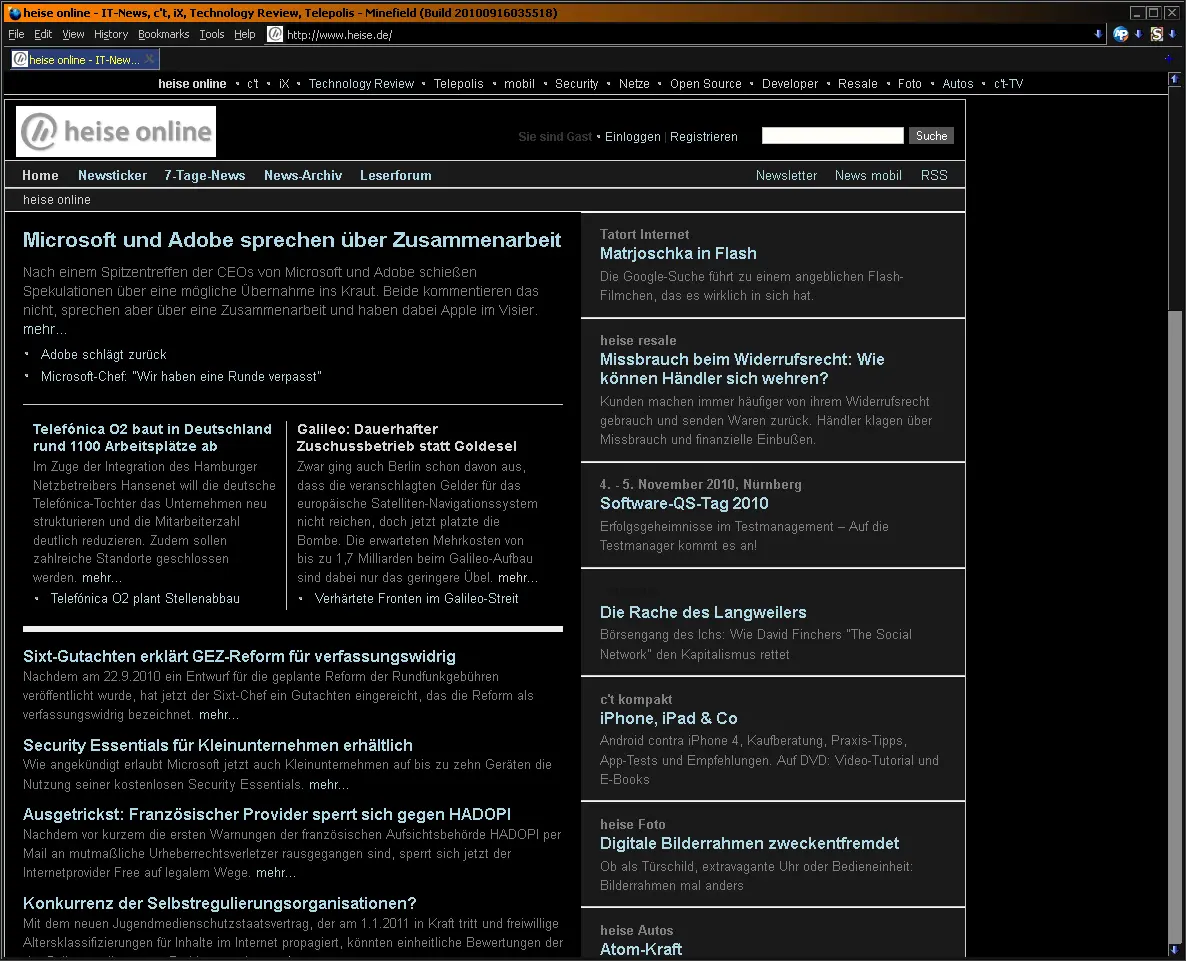 heise online - IT-News, c't, iX, Technology Review, Telepolis - Minefield (Build 20100916035518)
File Edit View History Bookmarks Tools Help http://www.heise.de/
heise online - IT-New...
heise online • c't • iX • Technology Review • Telepolis • mobil • Security • Netze • Open Source • Developer • Resale • Foto • Autos • c't-TV
heise online
Sie sind Gast • Einloggen | Registrieren Suche
Home Newsticker 7-Tage-News News-Archiv Leserforum Newsletter News mobil RSS
heise online
Microsoft und Adobe sprechen über Zusammenarbeit
Nach einem Spitzentreffen der CEOs von Microsoft und Adobe schießen
Spekulationen über eine mögliche Übernahme ins Kraut. Beide kommentieren das
nicht, sprechen aber über eine Zusammenarbeit und haben dabei Apple im Visier.
mehr...
• Adobe schlägt zurück
• Microsoft-Chef: "Wir haben eine Runde verpasst"
Telefónica O2 baut in Deutschland
rund 1100 Arbeitsplätze ab
Im Zuge der Integration des Hamburger
Netzbetreibers Hansenet will die deutsche
Telefónica-Tochter das Unternehmen neu
strukturieren und die Mitarbeiterzahl
deutlich reduzieren. Zudem sollen
zahlreiche Standorte geschlossen
werden. mehr...
• Telefónica O2 plant Stellenabbau
Galileo: Dauerhafter
Zuschussbetrieb statt Goldesel
Zwar ging auch Berlin schon davon aus,
dass die veranschlagten Gelder für das
europäische Satelliten-Navigationssystem
nicht reichen, doch jetzt platzte die
Bombe. Die erwarteten Mehrkosten von
bis zu 1,7 Milliarden beim Galileo-Aufbau
sind dabei nur das geringere Übel. mehr...
• Verhärtete Fronten im Galileo-Streit
Sixt-Gutachten erklärt GEZ-Reform für verfassungswidrig
Nachdem am 22.9.2010 ein Entwurf für die geplante Reform der Rundfunkgebühren
veröffentlicht wurde, hat jetzt der Sixt-Chef ein Gutachten eingereicht, das die Reform als
verfassungswidrig bezeichnet. mehr...
Security Essentials für Kleinunternehmen erhältlich
Wie angekündigt erlaubt Microsoft jetzt auch Kleinunternehmen auf bis zu zehn Geräten die
Nutzung seiner kostenlosen Security Essentials. mehr...
Ausgetrickst: Französischer Provider sperrt sich gegen HADOPI
Nachdem vor kurzem die ersten Warnungen der französischen Aufsichtsbehörde HADOPI per
Mail an mutmaßliche Urheberrechtsverletzer rausgegangen sind, sperrt sich jetzt der
Internetprovider Free auf legalem Wege. mehr...
Konkurrenz der Selbstregulierungsorganisationen?
Mit dem neuen Jugendmedienschutzstaatsvertrag, der am 1.1.2011 in Kraft tritt und freiwillige
Altersklassifizierungen für Inhalte im Internet propagiert, könnten einheitliche Bewertungen der
Tatort Internet
Matrjoschka in Flash
Die Google-Suche führt zu einem angeblichen Flash-
Filmchen, das es wirklich in sich hat.
heise resale
Missbrauch beim Widerrufsrecht: Wie
können Händler sich wehren?
Kunden machen immer häufiger von ihrem Widerrufsrecht
gebrauch und senden Waren zurück. Händler klagen über
Missbrauch und finanzielle Einbußen.
4. - 5. November 2010, Nürnberg
Software-QS-Tag 2010
Erfolgsgeheimnisse im Testmanagement – Auf die
Testmanager kommt es an!
Die Rache des Langweilers
Börsengang des Ichs: Wie David Finchers "The Social
Network" den Kapitalismus rettet
c't kompakt
iPhone, iPad & Co
Android contra iPhone 4, Kaufberatung, Praxis-Tipps,
App-Tests und Empfehlungen. Auf DVD: Video-Tutorial und
E-Books
heise Foto
Digitale Bilderrahmen zweckentfremdet
Ob als Türschild, extravagante Uhr oder Bedieneinheit:
Bilderrahmen mal anders
heise Autos
Atom-Kraft